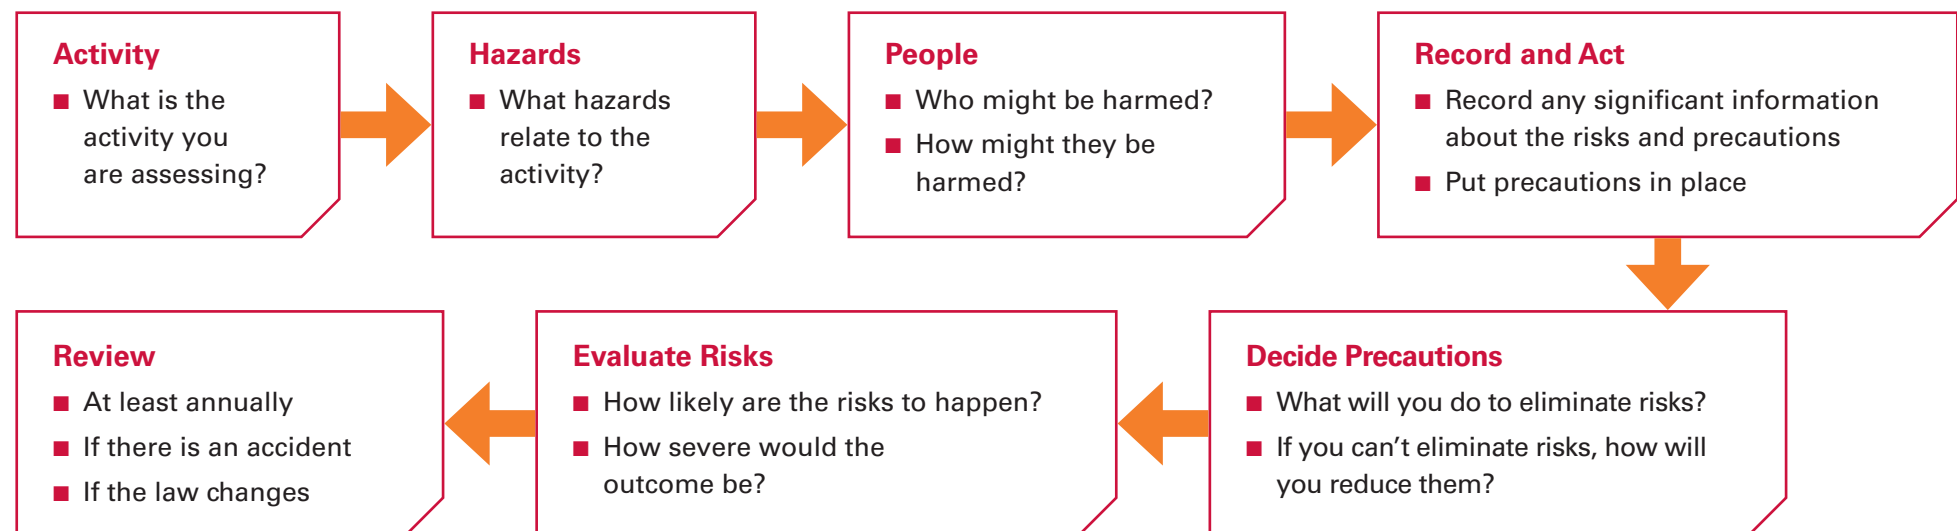 Activity
■ What is the
activity you
are assessing?
Hazards
■ What hazards
relate to the
activity?
People
■ Who might be harmed?
■ How might they be
harmed?
Record and Act
■ Record any significant information
about the risks and precautions
■ Put precautions in place
Decide Precautions
■ What will you do to eliminate risks?
■ If you can’t eliminate risks, how will
you reduce them?
Evaluate Risks
■ How likely are the risks to happen?
■ How severe would the
outcome be?
Review
■ At least annually
■ If there is an accident
■ If the law changes